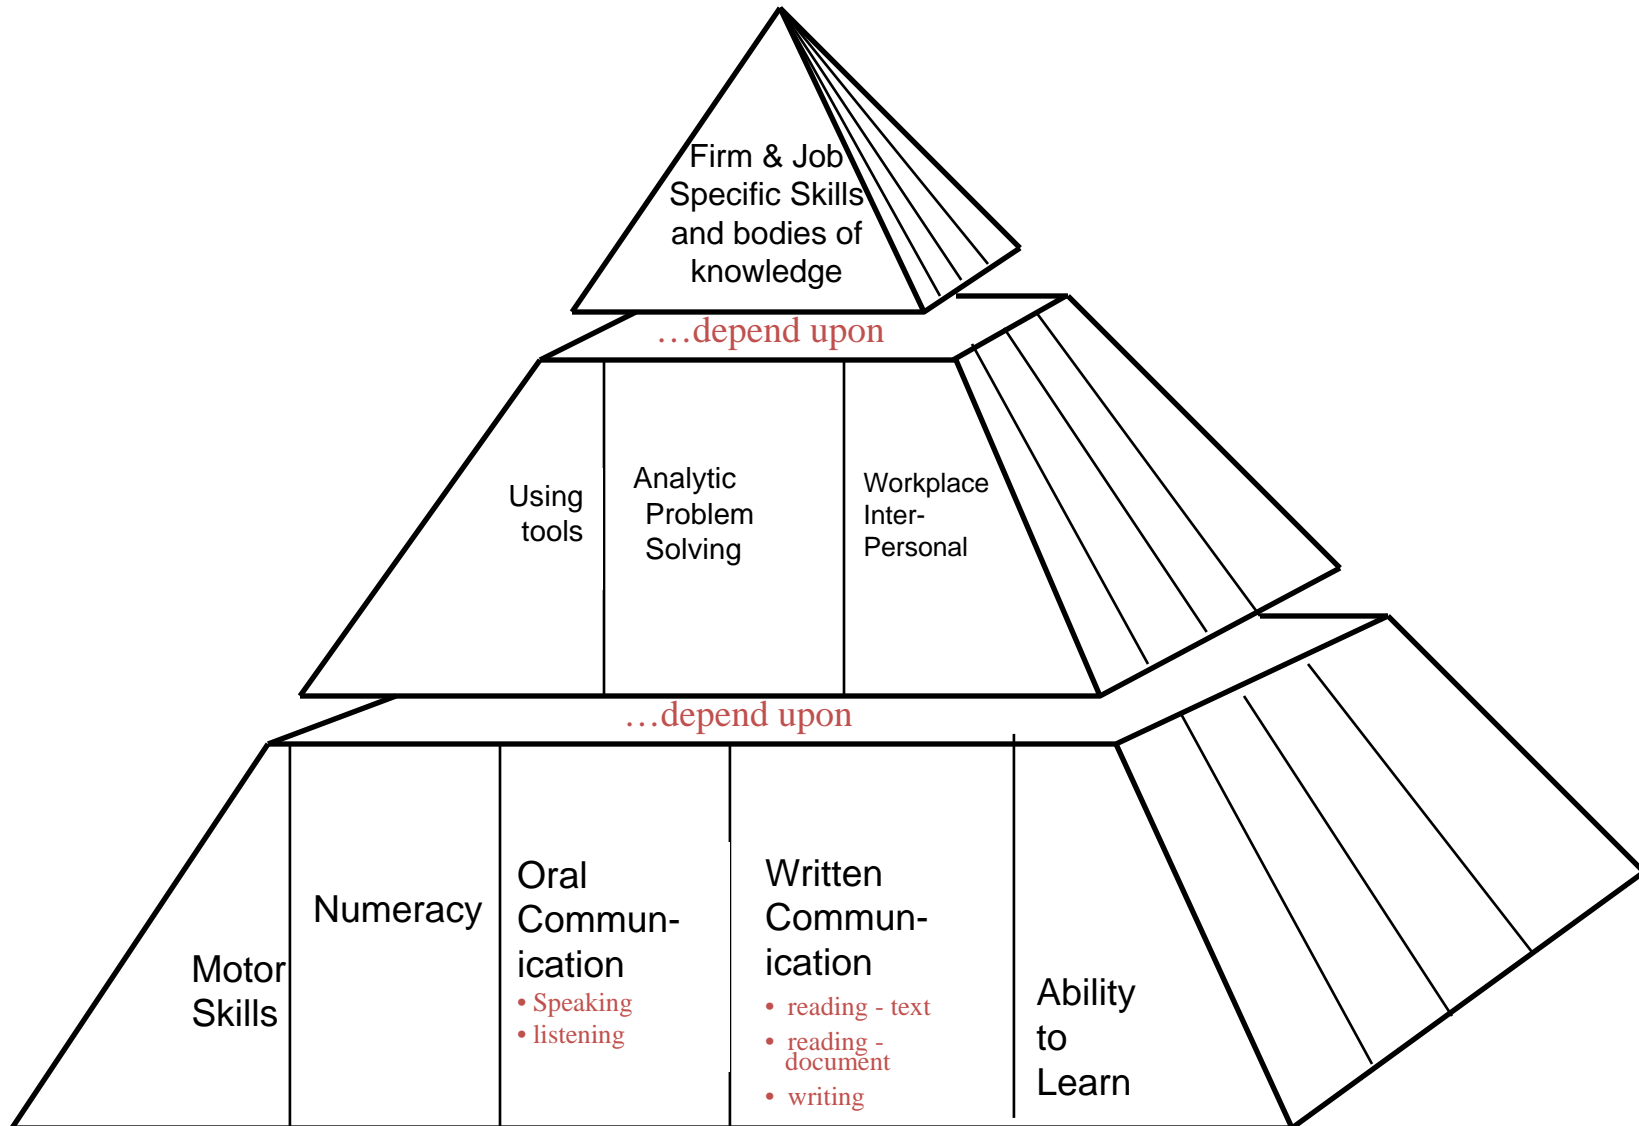 Firm & Job
Specific Skills
and bodies of
knowledge
…depend upon
Using
tools
Analytic
Problem
Solving
Workplace
Inter-
Personal
…depend upon
Motor
Skills
Numeracy
Oral
Commun-
ication
• Speaking
• listening
Written
Commun-
ication
• reading - text
• reading -
document
• writing
Ability
to
Learn